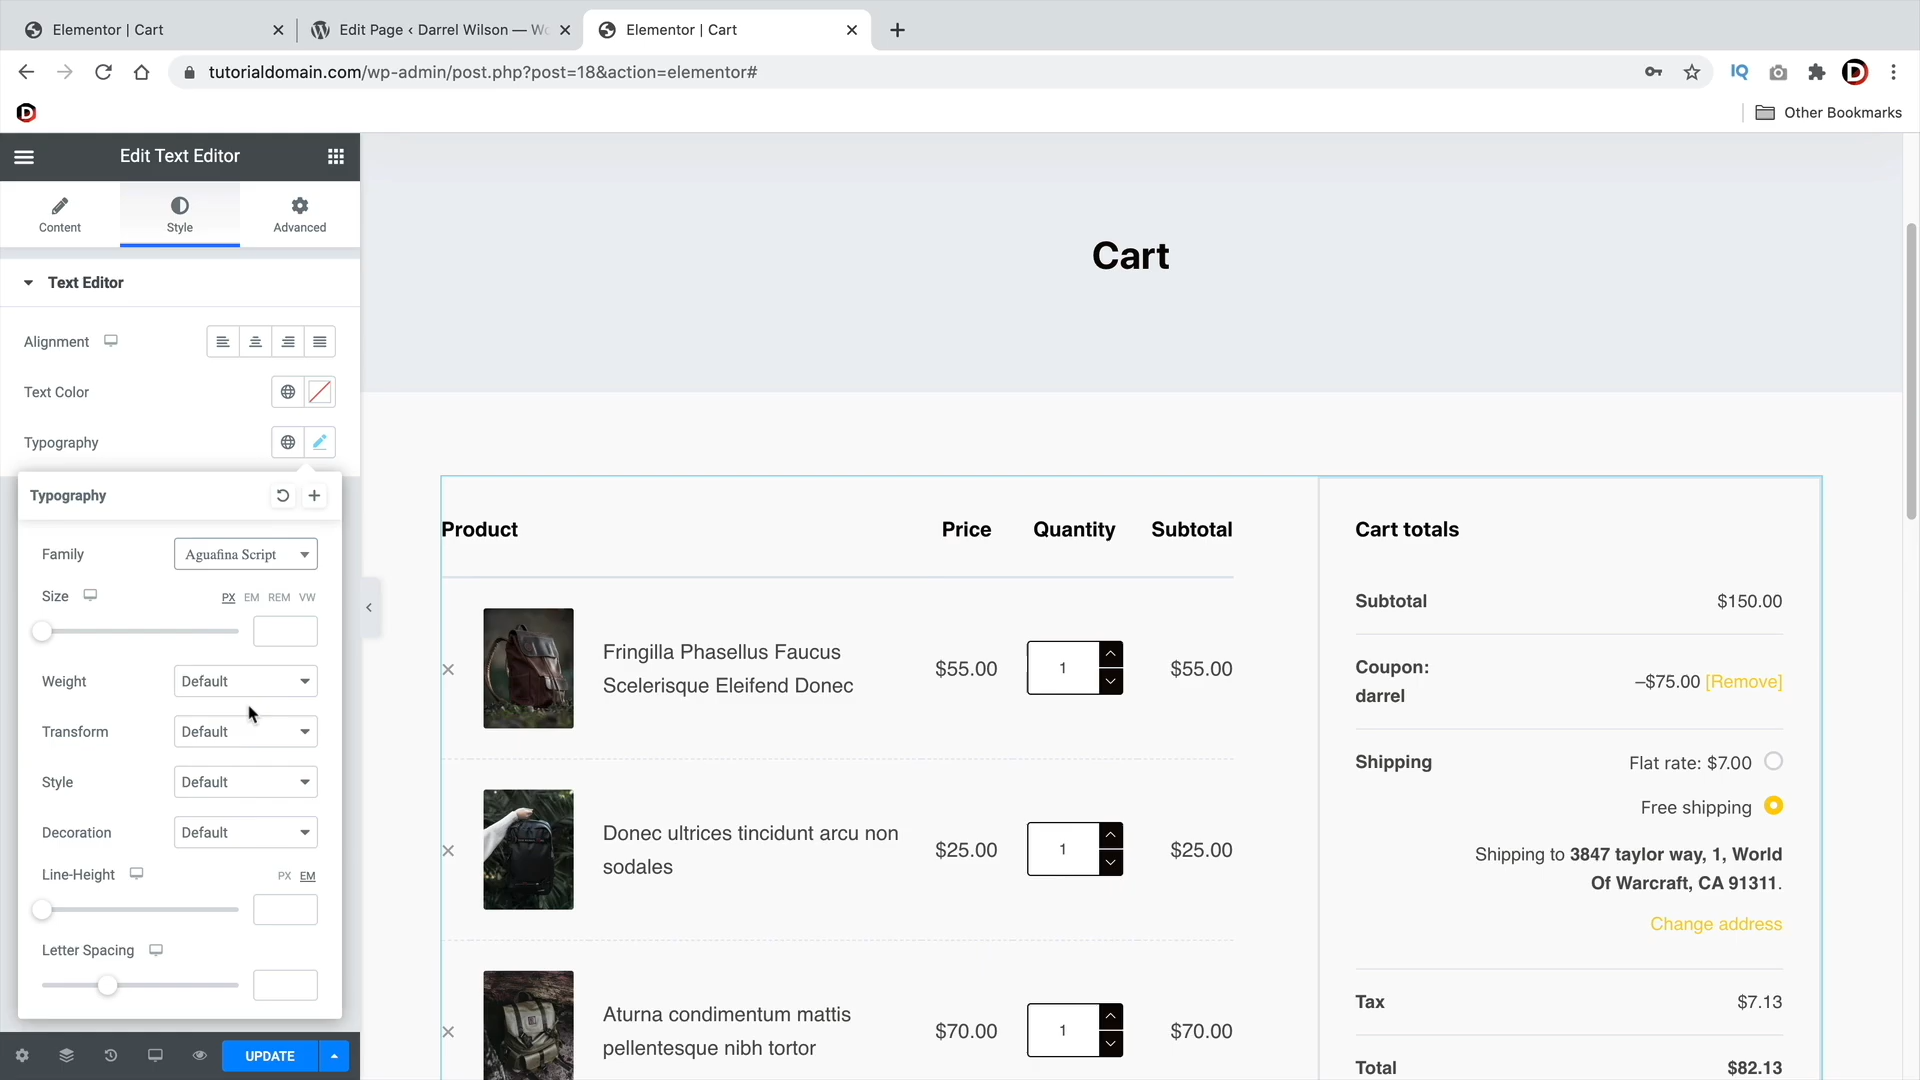 Elementor | Cart
Edit Page ‹ Darrel Wilson — Wo
Elementor | Cart
tutorialdomain.com/wp-admin/post.php?post=18&action=elementor#
IQ
D
D
Other Bookmarks
Edit Text Editor
Content
Style
Advanced
Text Editor
Alignment
Text Color
Typography
Typography
Family
Aguafina Script
Size
PX EM REM VW
Weight
Default
Transform
Default
Style
Default
Decoration
Default
Line-Height
PX EM
Letter Spacing
UPDATE
Cart
Product Price Quantity Subtotal
Fringilla Phasellus Faucus
Scelerisque Eleifend Donec
$55.00
1
$55.00
Donec ultrices tincidunt arcu non
sodales
$25.00
1
$25.00
Aturna condimentum mattis
pellentesque nibh tortor
$70.00
1
$70.00
Cart totals
Subtotal $150.00
Coupon:
darrel
–$75.00 [Remove]
Shipping
Flat rate: $7.00
Free shipping
Shipping to 3847 taylor way, 1, World
Of Warcraft, CA 91311.
Change address
Tax $7.13
Total $82.13